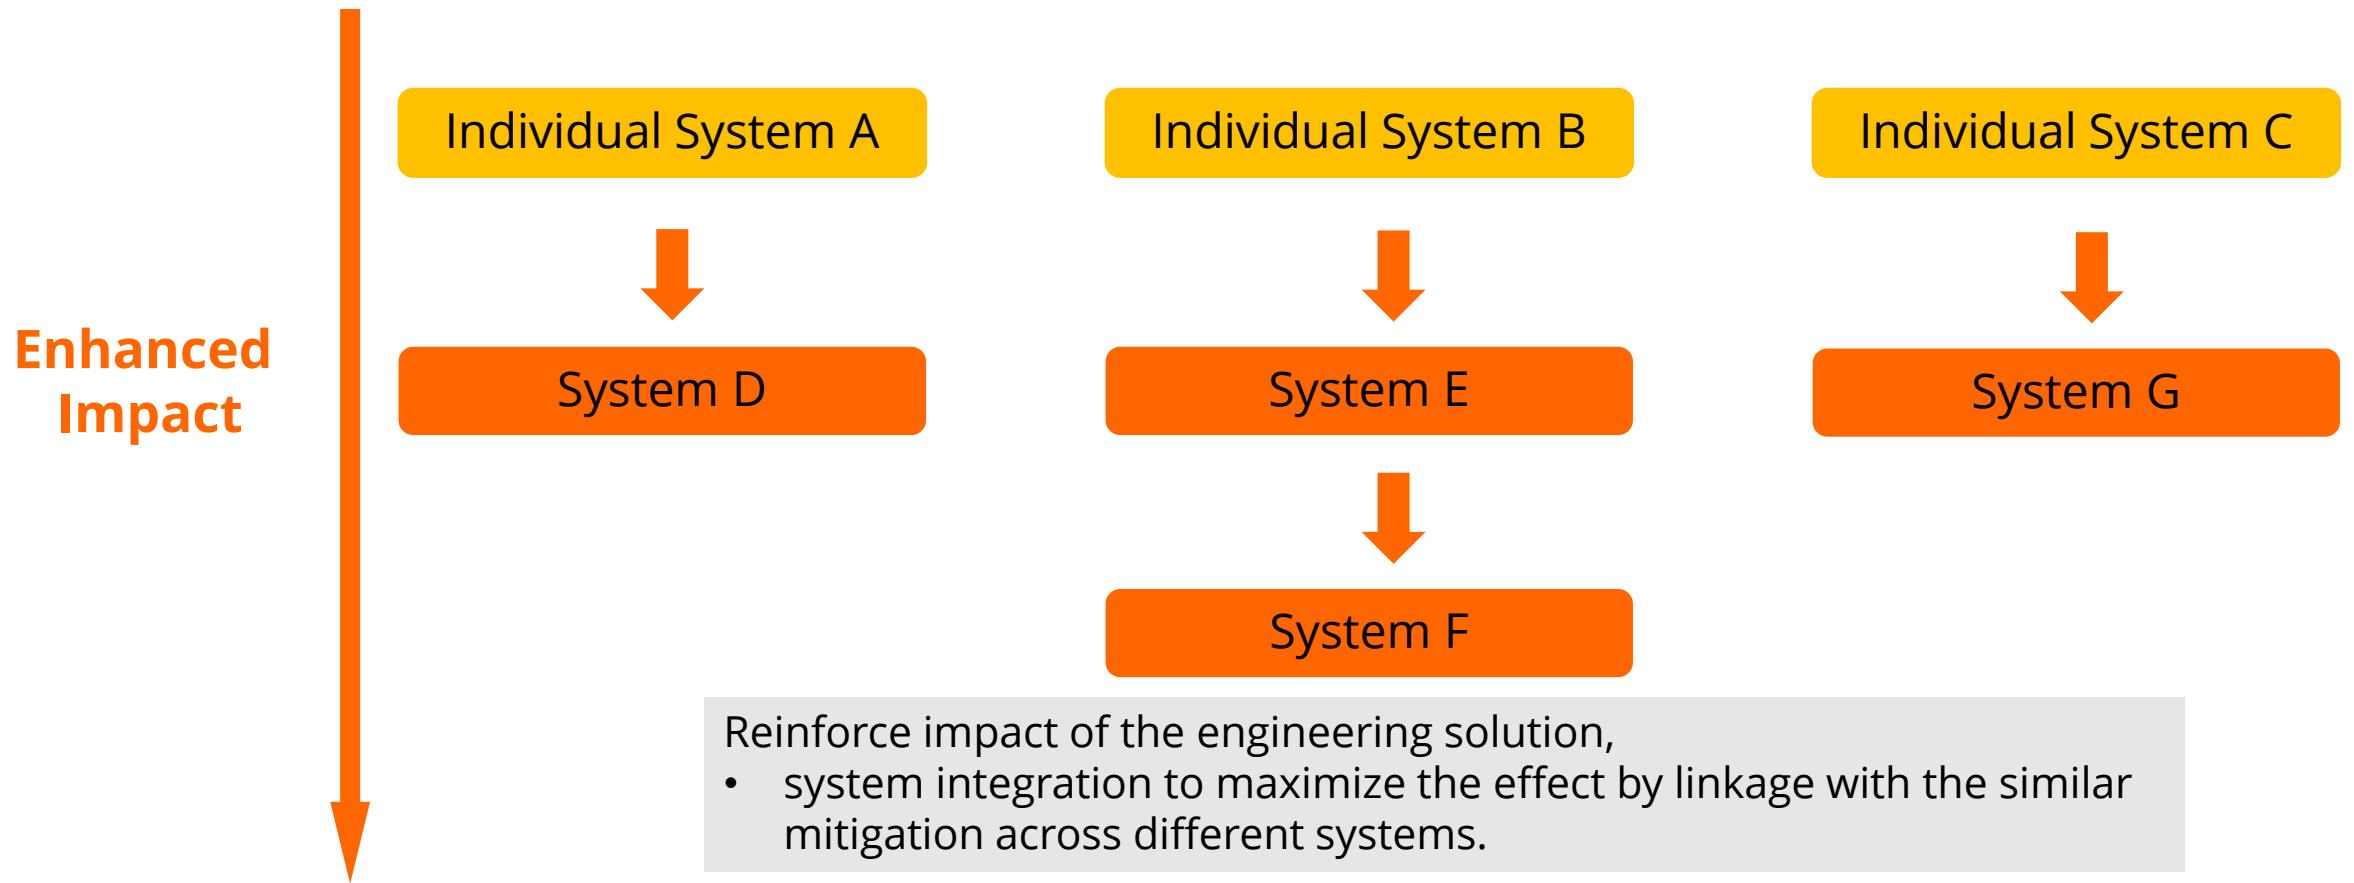 Individual System A
Individual System B
Individual System C
Enhanced
Impact
System D
System E
System G
System F
Reinforce impact of the engineering solution,
• system integration to maximize the effect by linkage with the similar
mitigation across different systems.